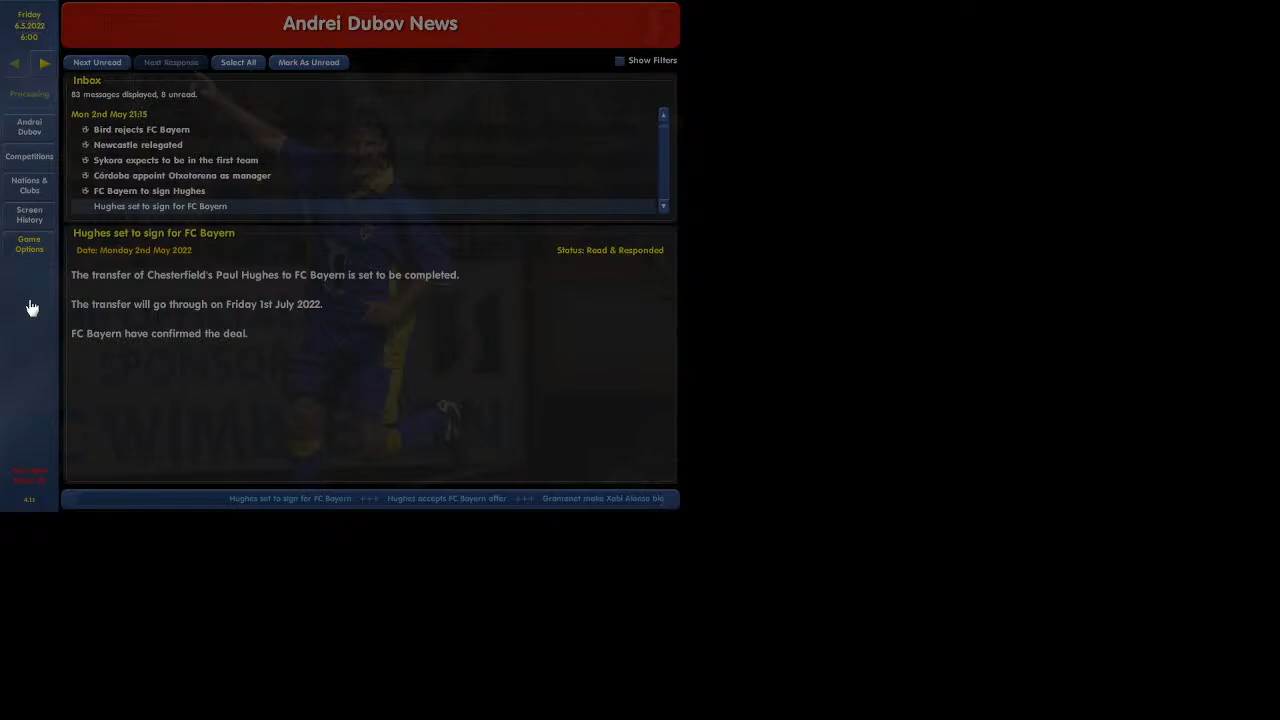 Friday
6.5.2022
6:00
Processing
Andrei
Dubov
Competitions
Nations &
Clubs
Screen
History
Game
Options
4.1.1
Andrei Dubov News
Next Unread
Next Response
Select All
Mark As Unread
Show Filters
Inbox
83 messages displayed, 8 unread.
Mon 2nd May 21:15
Bird rejects FC Bayern
Newcastle relegated
Sykora expects to be in the first team
Córdoba appoint Otxotorena as manager
FC Bayern to sign Hughes
Hughes set to sign for FC Bayern
Hughes set to sign for FC Bayern
Date: Monday 2nd May 2022
Status: Read & Responded
The transfer of Chesterfield's Paul Hughes to FC Bayern is set to be completed.
The transfer will go through on Friday 1st July 2022.
FC Bayern have confirmed the deal.
Hughes set to sign for FC Bayern +++ Hughes accepts FC Bayern offer +++ Gramenet make Xabi Alonso bid